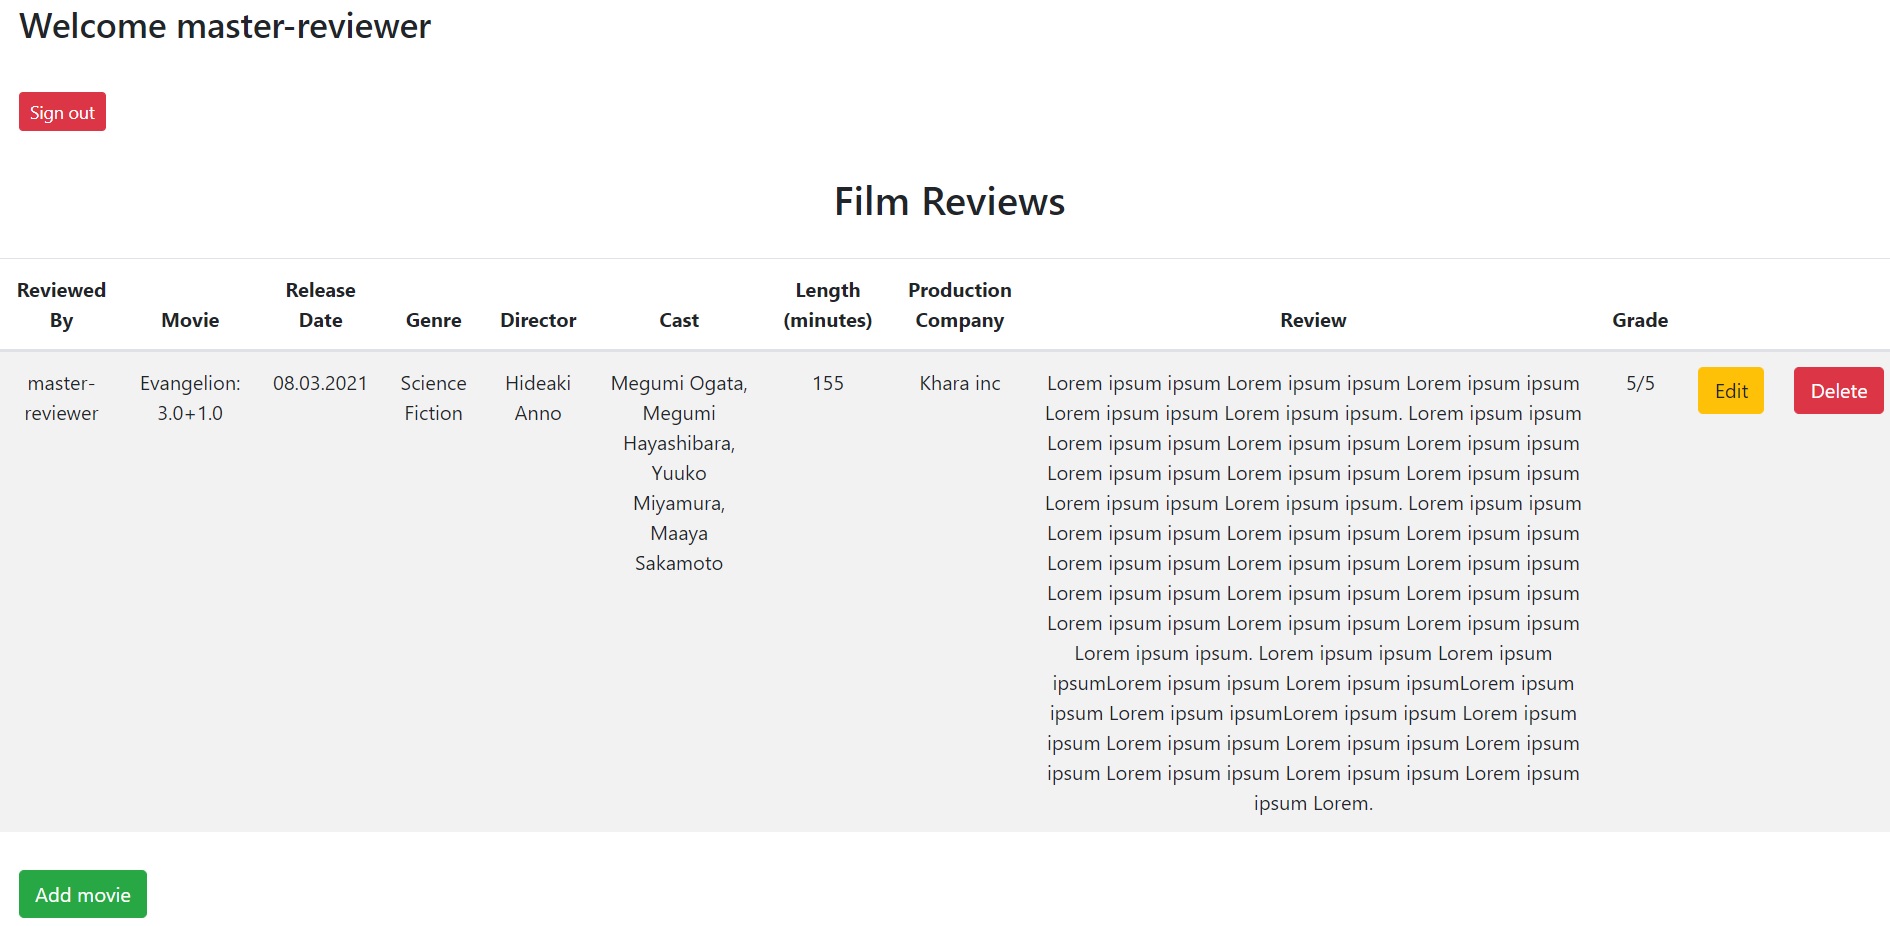 Welcome master-reviewer
Sign out
Film Reviews
Reviewed
By
Movie
Release
Date
Genre
Director
Cast
Length
(minutes)
Production
Company
Review
Grade
master-
reviewer
Evangelion:
3.0+1.0
08.03.2021
Science
Fiction
Hideaki
Anno
Megumi Ogata,
Megumi
Hayashibara,
Yuuko
Miyamura,
Maaya
Sakamoto
155
Khara inc
Lorem ipsum ipsum Lorem ipsum ipsum Lorem ipsum ipsum
Lorem ipsum ipsum Lorem ipsum ipsum. Lorem ipsum ipsum
Lorem ipsum ipsum Lorem ipsum ipsum Lorem ipsum ipsum
Lorem ipsum ipsum Lorem ipsum ipsum Lorem ipsum ipsum
Lorem ipsum ipsum Lorem ipsum ipsum. Lorem ipsum ipsum
Lorem ipsum ipsum Lorem ipsum ipsum Lorem ipsum ipsum
Lorem ipsum ipsum Lorem ipsum ipsum Lorem ipsum ipsum
Lorem ipsum ipsum Lorem ipsum ipsum Lorem ipsum ipsum
Lorem ipsum ipsum Lorem ipsum ipsum Lorem ipsum ipsum
Lorem ipsum ipsum. Lorem ipsum ipsum Lorem ipsum
ipsumLorem ipsum ipsum Lorem ipsum ipsumLorem ipsum
ipsum Lorem ipsum ipsumLorem ipsum ipsum Lorem ipsum
ipsum Lorem ipsum ipsum Lorem ipsum ipsum Lorem ipsum
ipsum Lorem ipsum ipsum Lorem ipsum ipsum Lorem ipsum
ipsum Lorem.
5/5
Edit
Delete
Add movie